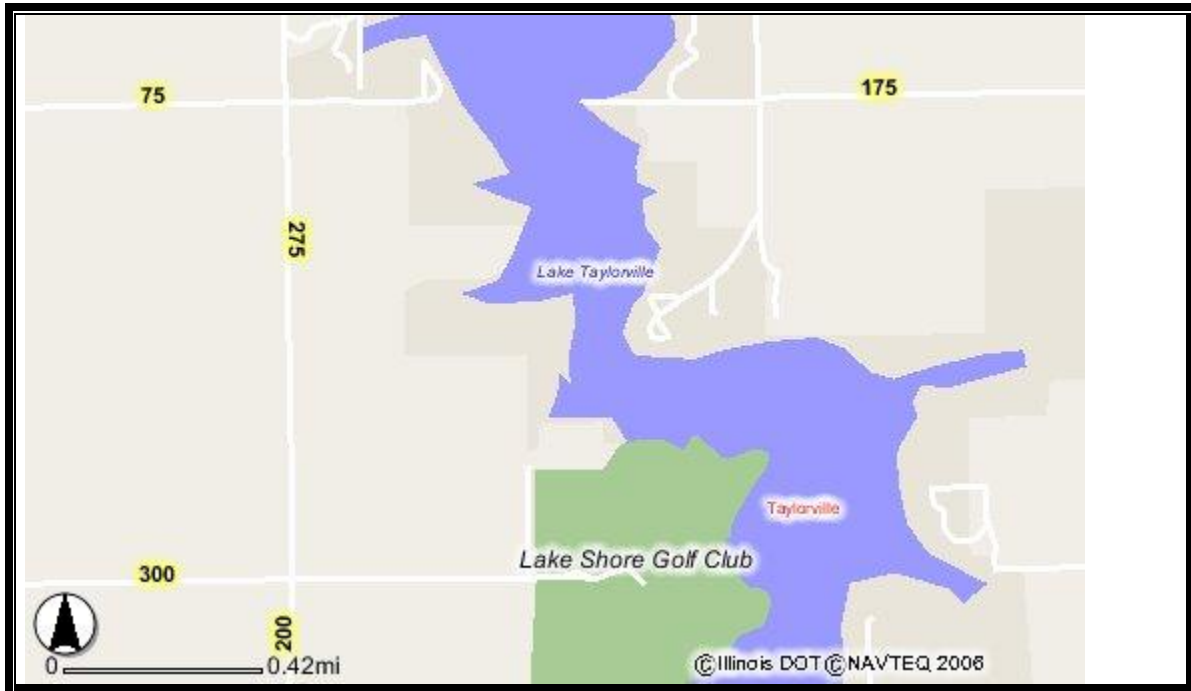 75
175
275
Lake Taylorville
Taylorville
Lake Shore Golf Club
300
200
0 0.42mi
©Illinois DOT ©NAVTEQ 2006